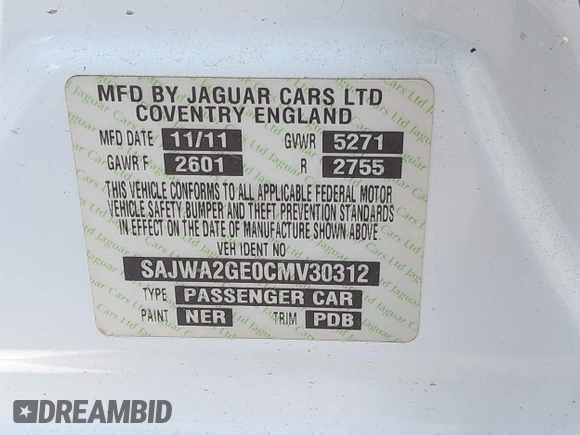 MFD BY JAGUAR CARS LTD
COVENTRY ENGLAND
MFD DATE 11/11 GVWR 5271
GAWR F 2601 R 2755
THIS VEHICLE CONFORMS TO ALL APPLICABLE FEDERAL MOTOR
VEHICLE SAFETY, BUMPER AND THEFT PREVENTION STANDARDS
IN EFFECT ON THE DATE OF MANUFACTURE SHOWN ABOVE.
VEH IDENT NO
SAJWA2GE0CMV30312
TYPE PASSENGER CAR
PAINT NER TRIM PDB
DREAMBID